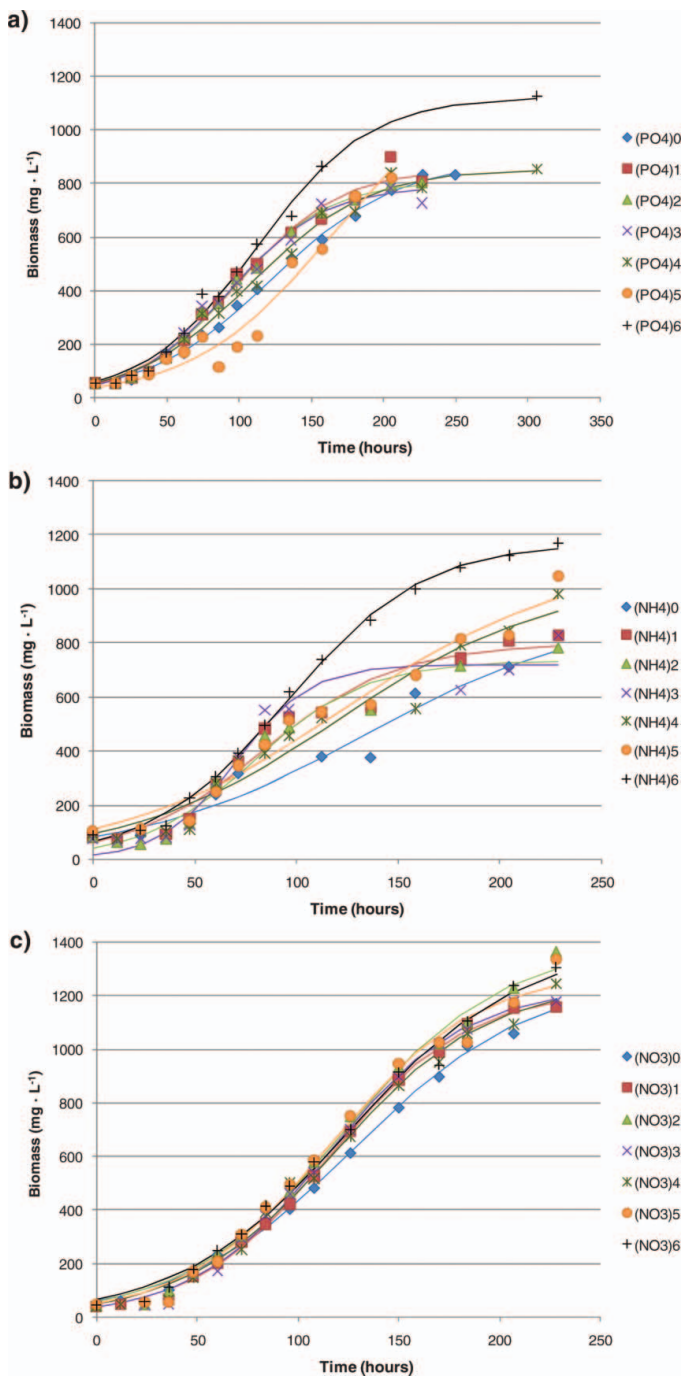 a)
1400
1200
1000
800
600
400
200
0
Biomass (mg · L-1)
0 50 100 150 200 250 300 350
Time (hours)
(PO4)0
(PO4)1
(PO4)2
(PO4)3
(PO4)4
(PO4)5
(PO4)6
b)
1400
1200
1000
800
600
400
200
0
Biomass (mg · L-1)
0 50 100 150 200 250
Time (hours)
(NH4)0
(NH4)1
(NH4)2
(NH4)3
(NH4)4
(NH4)5
(NH4)6
c)
1400
1200
1000
800
600
400
200
0
Biomass (mg · L-1)
0 50 100 150 200 250
Time (hours)
(NO3)0
(NO3)1
(NO3)2
(NO3)3
(NO3)4
(NO3)5
(NO3)6